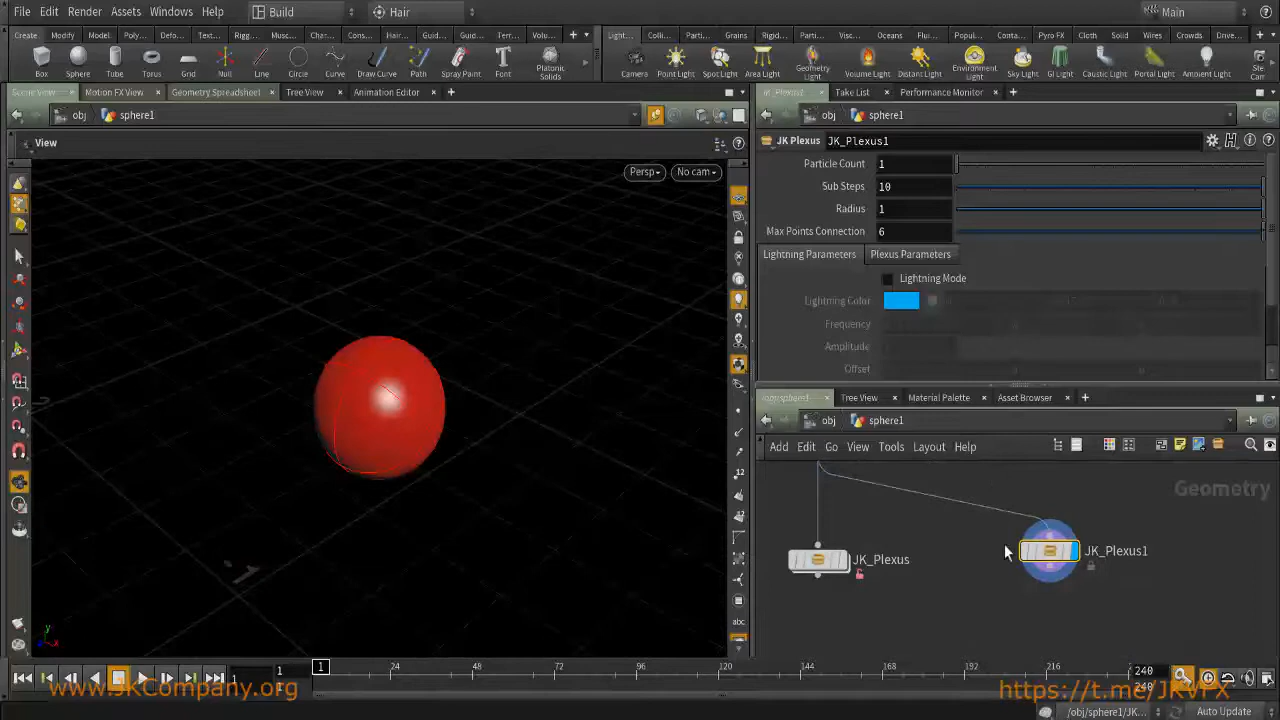 File Edit Render Assets Windows Help Build Hair Main
Create Modify Model Poly... Defo... Text... Rigg... Musc... Char... Cons... Hair... Guid... Guid... Terr... Volu...
Light... Colli... Parti... Grains Rigid... Parti... Visc... Oceans Flui... Popul... Conta... Pyro FX Cloth Solid Wires Crowds Drive...
Box Sphere Tube Torus Grid Null Line Circle Curve Draw Curve Path Spray Paint Font Platonic Solids
Camera Point Light Spot Light Area Light Geometry Light Volume Light Distant Light Environment Light Sky Light GI Light Caustic Light Portal Light Ambient Light
Scene View Motion FX View Geometry Spreadsheet Tree View Animation Editor
JK_Plexus1 Take List Performance Monitor
obj sphere1
obj sphere1
View
Persp No cam
JK Plexus JK_Plexus1
Particle Count 1
Sub Steps 10
Radius 1
Max Points Connection 6
Lightning Parameters Plexus Parameters
Lightning Mode
Lightning Color
Frequency
Amplitude
Offset
/obj/sphere1 Tree View Material Palette Asset Browser
obj sphere1
Add Edit Go View Tools Layout Help
Geometry
JK_Plexus
JK_Plexus1
1 1 1 24 48 72 96 120 144 168 192 216 240
1 240
www.JKCompany.org
https://t.me/JKVFX
/obj/sphere1/JK... Auto Update